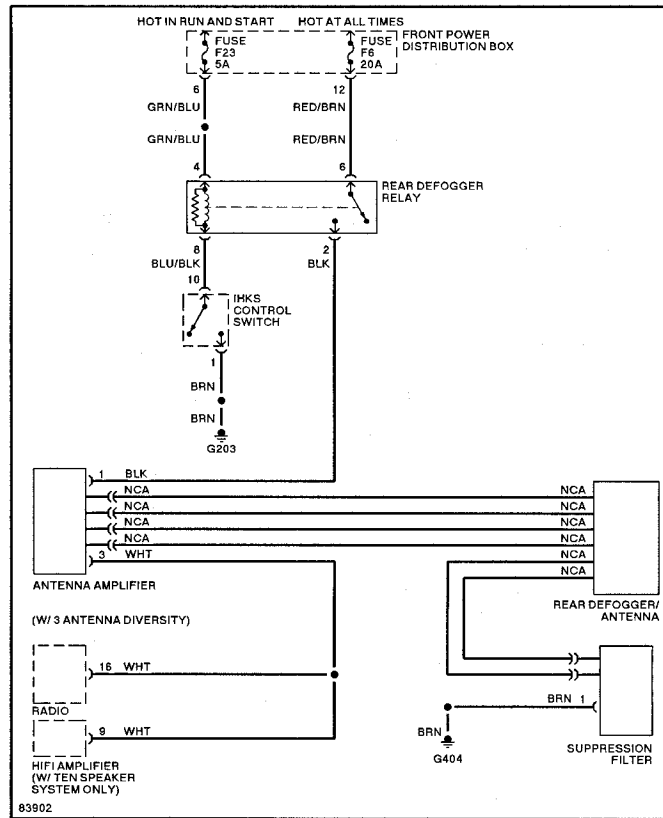 HOT IN RUN AND START
HOT AT ALL TIMES
FUSE
F23
5A
FUSE
F6
20A
FRONT POWER
DISTRIBUTION BOX
6
12
GRN/BLU
RED/BRN
GRN/BLU
RED/BRN
4
6
REAR DEFOGGER
RELAY
8
2
BLU/BLK
BLK
10
IHKS
CONTROL
SWITCH
1
BRN
BRN
G203
1 BLK
NCA
NCA
NCA
NCA
NCA
NCA
NCA
NCA
3 WHT
NCA
NCA
ANTENNA AMPLIFIER
REAR DEFOGGER/
ANTENNA
(W/ 3 ANTENNA DIVERSITY)
16 WHT
RADIO
BRN 1
9 WHT
BRN
G404
SUPPRESSION
FILTER
HIFI AMPLIFIER
(W/ TEN SPEAKER
SYSTEM ONLY)
83902